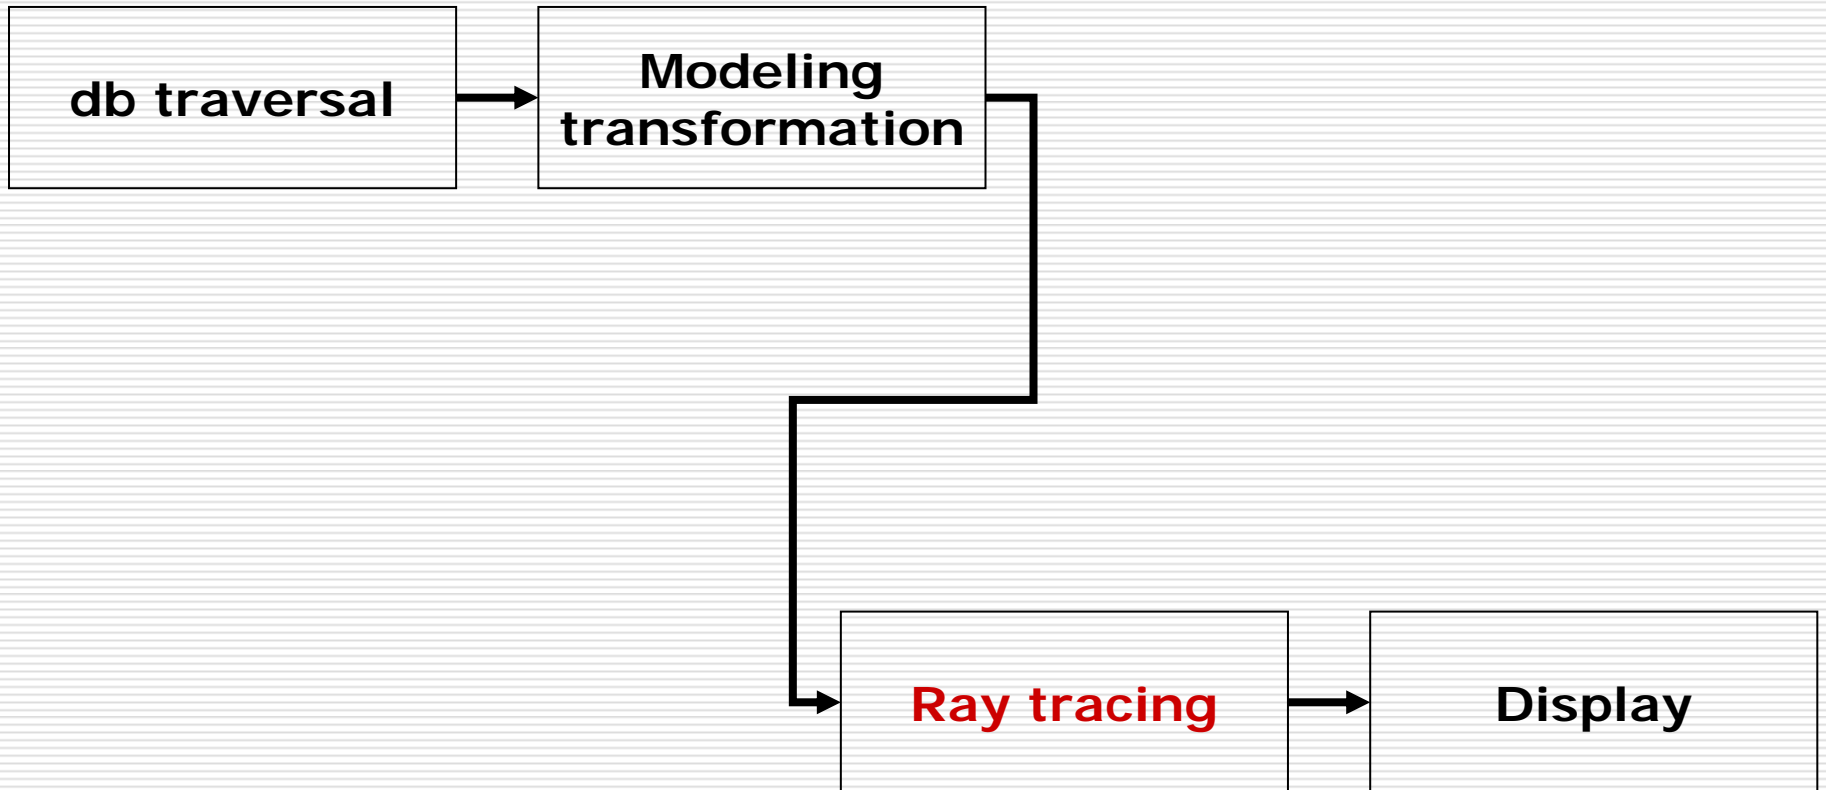 db traversal
Modeling
transformation
Ray tracing
Display